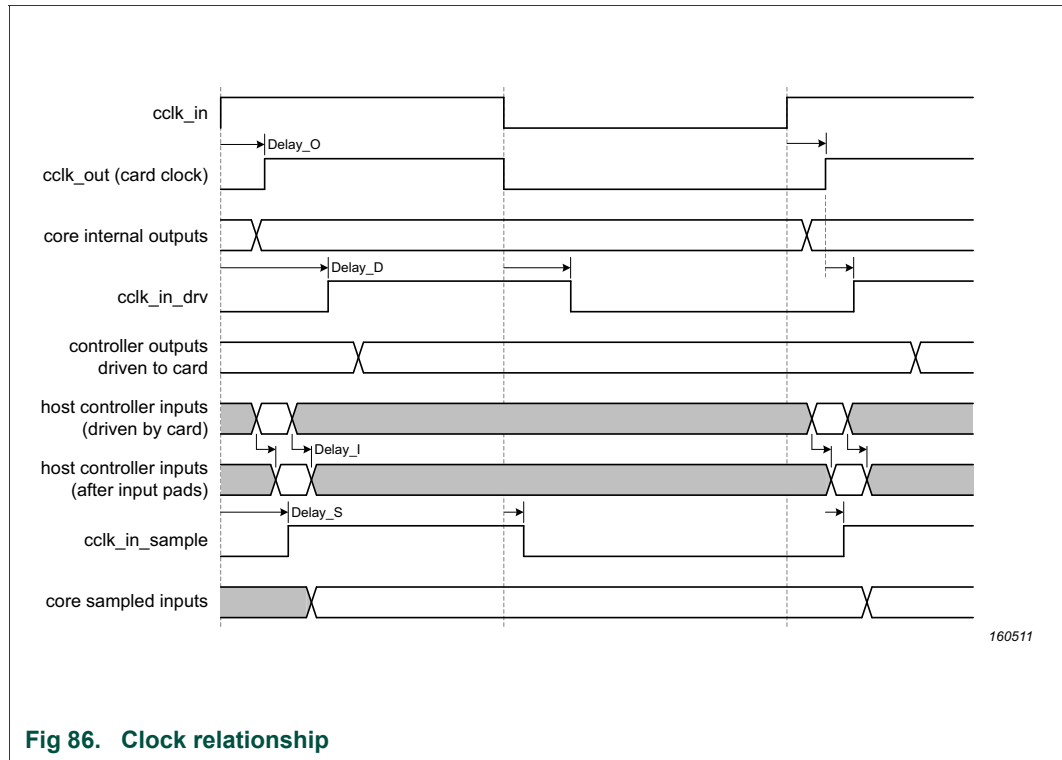 cclk_in
Delay_O
cclk_out (card clock)
core internal outputs
Delay_D
cclk_in_drv
controller outputs
driven to card
host controller inputs
(driven by card)
Delay_I
host controller inputs
(after input pads)
Delay_S
cclk_in_sample
core sampled inputs
160511
Fig 86. Clock relationship